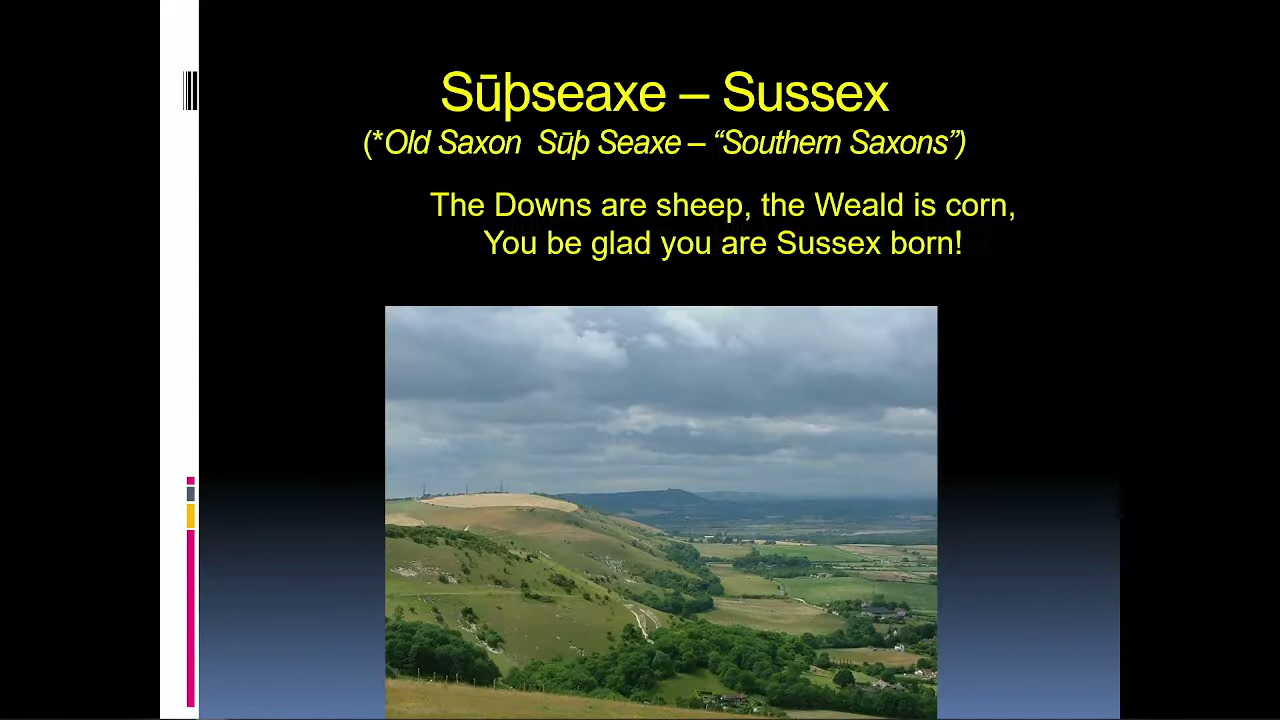 Sūþseaxe – Sussex
(*Old Saxon Sūþ Seaxe – “Southern Saxons”)
The Downs are sheep, the Weald is corn,
You be glad you are Sussex born!